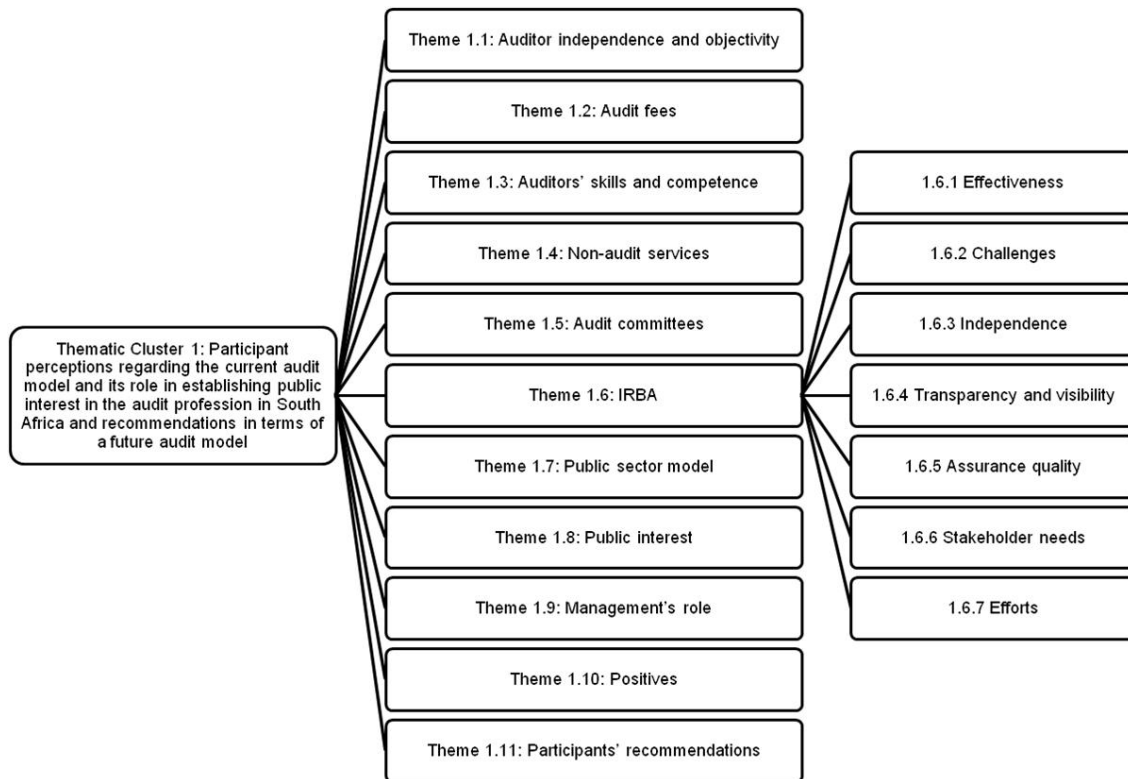 Theme 1.1: Auditor independence and objectivity
Theme 1.2: Audit fees
Theme 1.3: Auditors' skills and competence
Theme 1.4: Non-audit services
Theme 1.5: Audit committees
Thematic Cluster 1: Participant
perceptions regarding the current audit
model and its role in establishing public
interest in the audit profession in South
Africa and recommendations in terms of
a future audit model
Theme 1.6: IRBA
Theme 1.7: Public sector model
Theme 1.8: Public interest
Theme 1.9: Management's role
Theme 1.10: Positives
Theme 1.11: Participants' recommendations
1.6.1 Effectiveness
1.6.2 Challenges
1.6.3 Independence
1.6.4 Transparency and visibility
1.6.5 Assurance quality
1.6.6 Stakeholder needs
1.6.7 Efforts